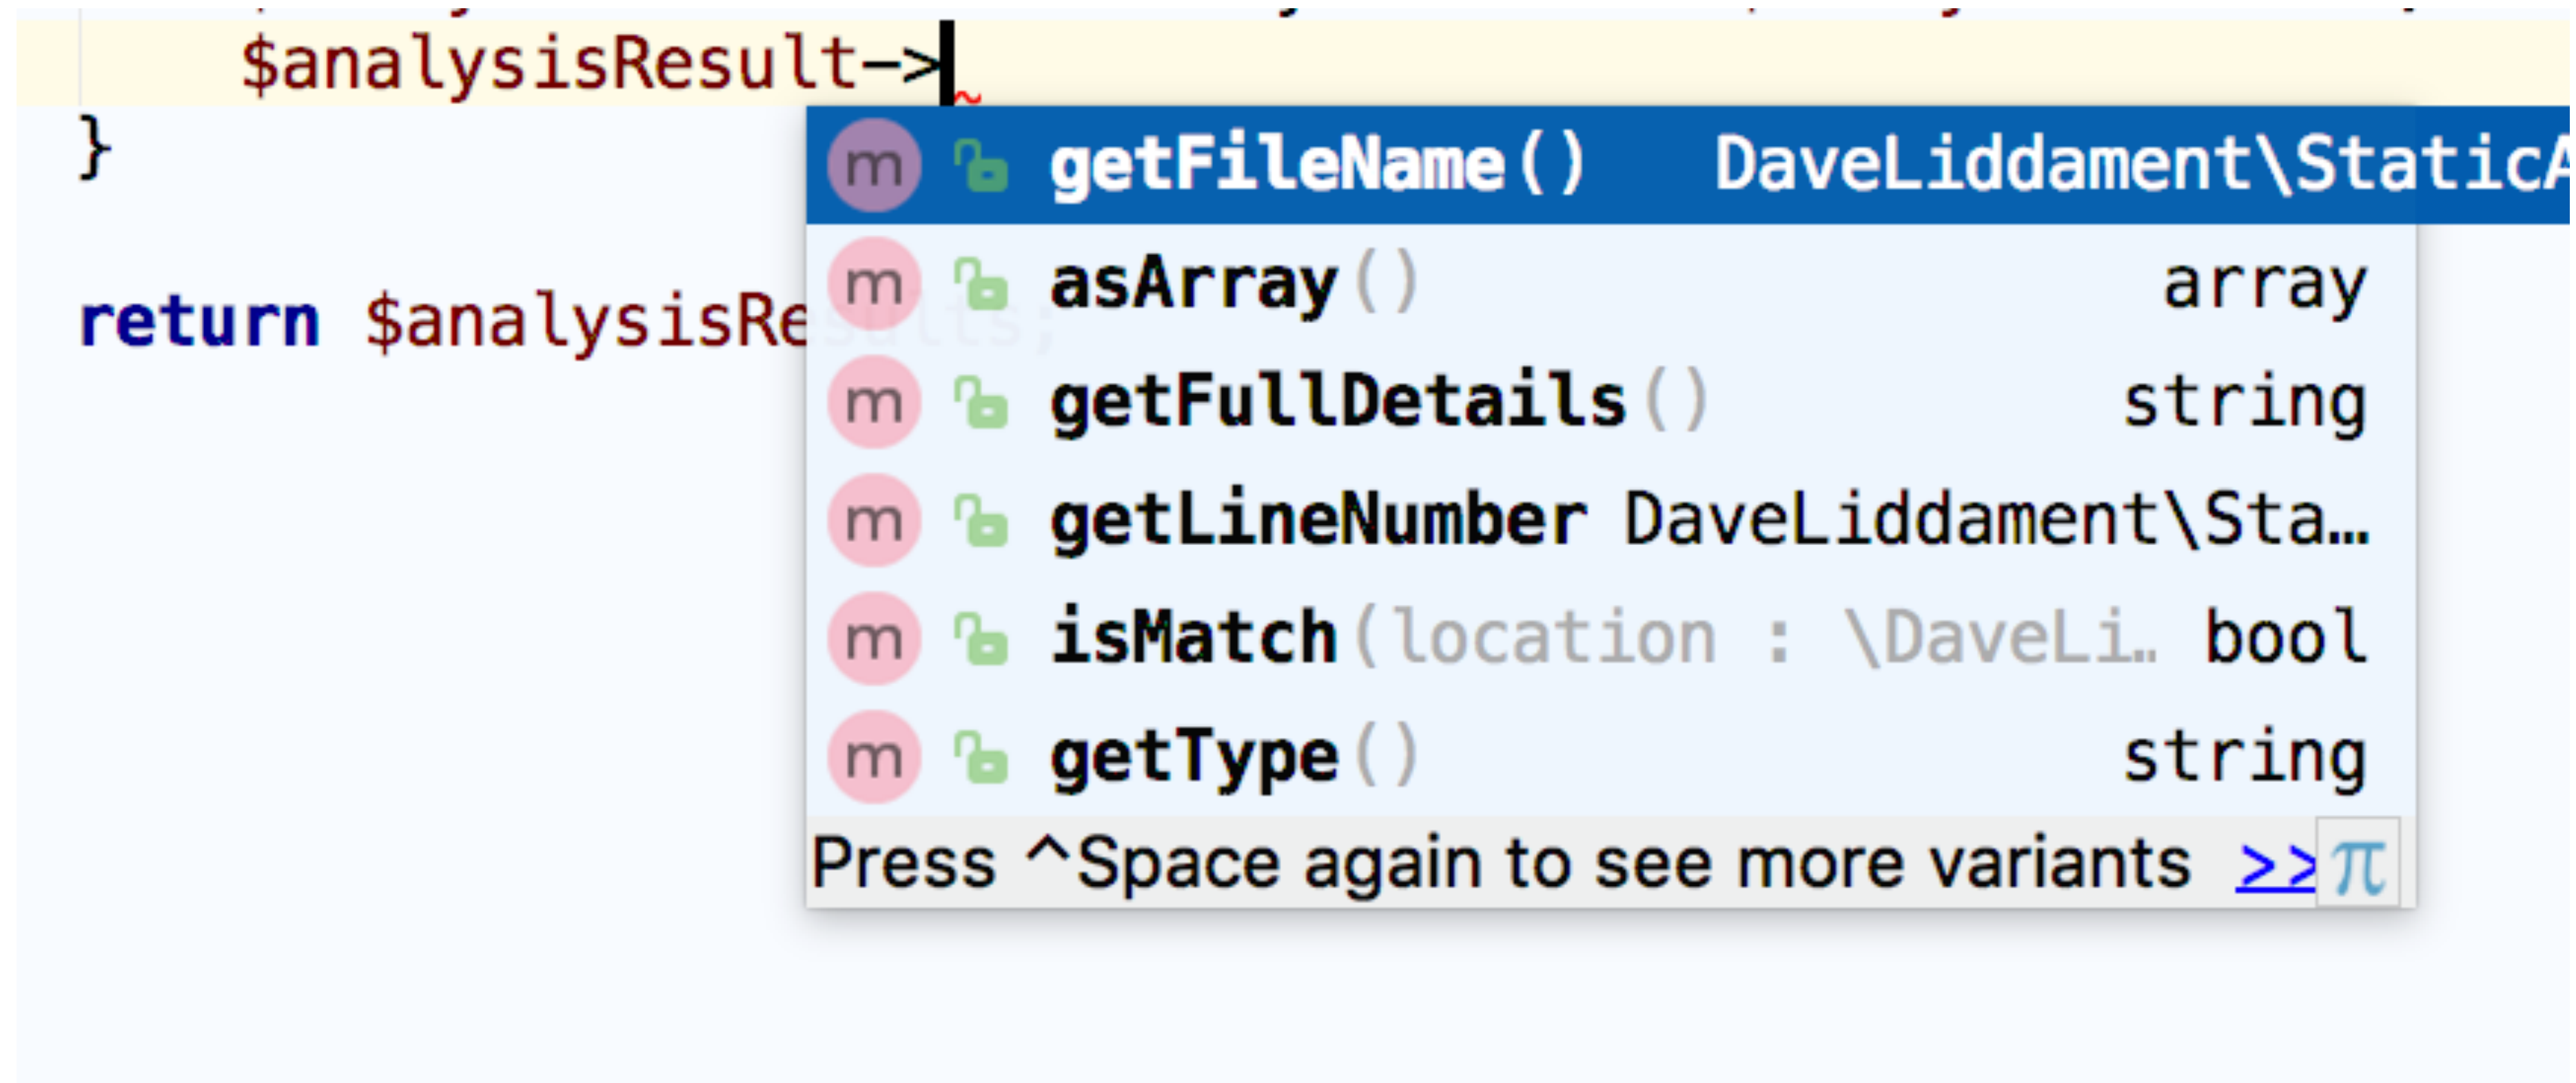 $analysisResult->
}
m getFileName() DaveLiddament\StaticA
m asArray() array
return $analysisResults;
m getFullDetails() string
m getLineNumber DaveLiddament\Sta…
m isMatch(location : \DaveLi.. bool
m getType() string
Press ^Space again to see more variants >> π